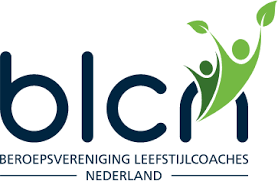 blcn
BEROEPSVERENIGING LEEFSTIJLCOACHES
NEDERLAND